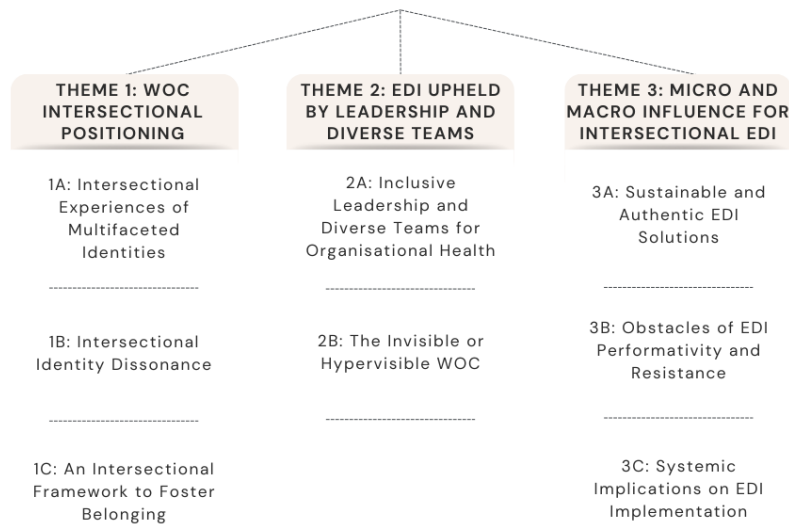 THEME 1: WOC
INTERSECTIONAL
POSITIONING
1A: Intersectional
Experiences of
Multifaceted
Identities
1B: Intersectional
Identity Dissonance
1C: An Intersectional
Framework to Foster
Belonging
THEME 2: EDI UPHELD
BY LEADERSHIP AND
DIVERSE TEAMS
2A: Inclusive
Leadership and
Diverse Teams for
Organisational Health
2B: The Invisible or
Hypervisible WOC
THEME 3: MICRO AND
MACRO INFLUENCE FOR
INTERSECTIONAL EDI
3A: Sustainable and
Authentic EDI
Solutions
3B: Obstacles of EDI
Performativity and
Resistance
3C: Systemic
Implications on EDI
Implementation